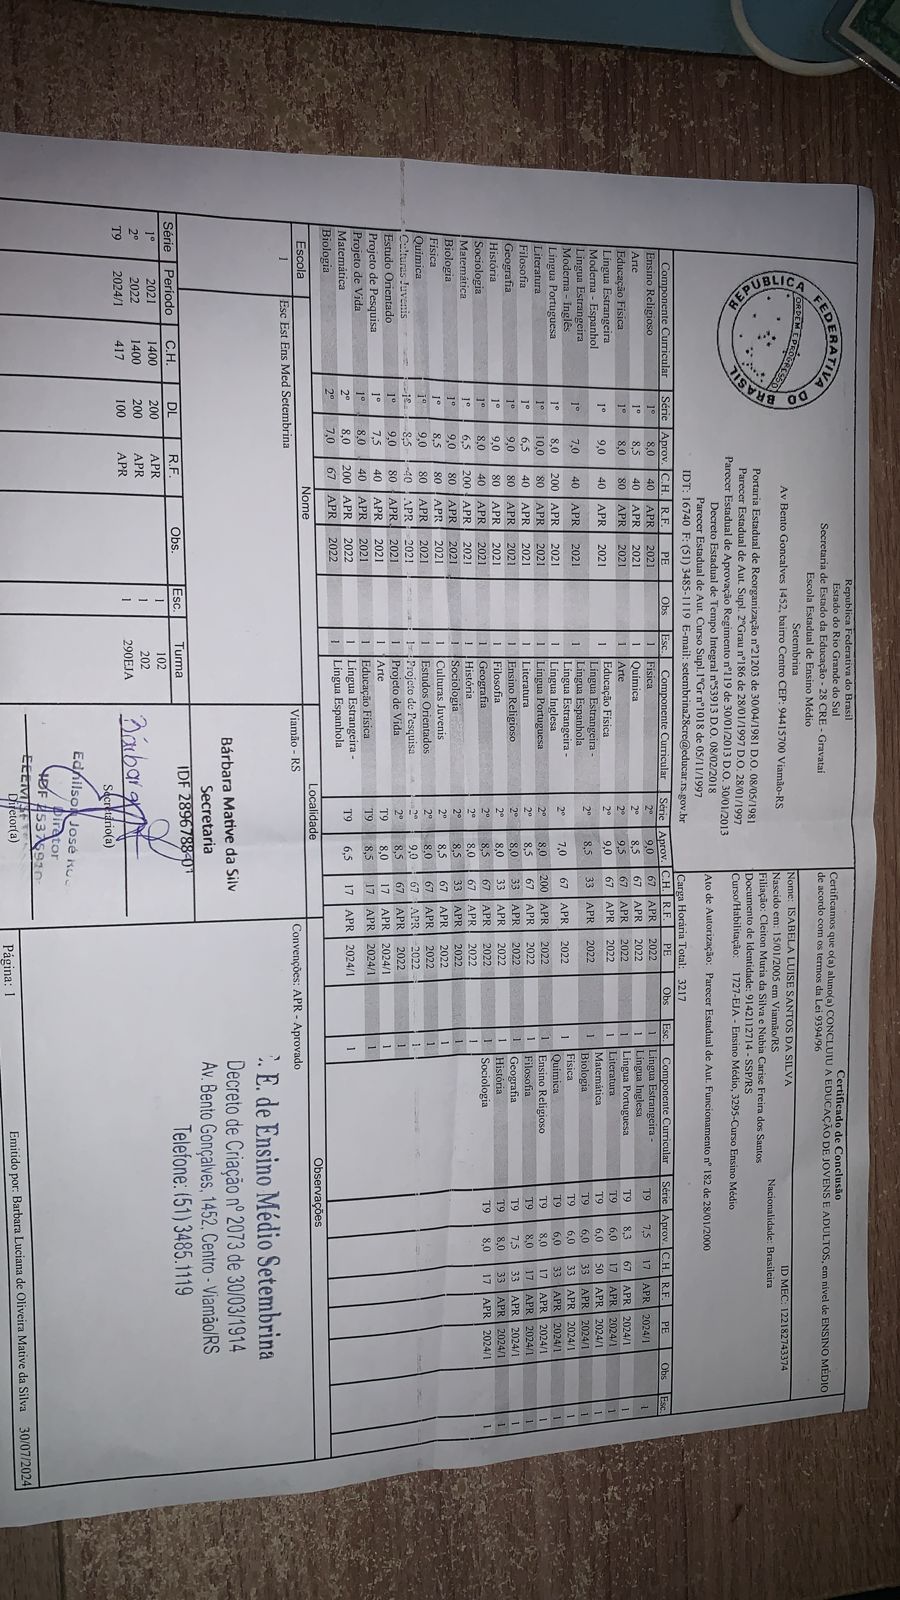 REPUBLICA FEDERATIVA DO BRASIL
ORDEM E PROGRESSO
República Federativa do Brasil
Estado do Rio Grande do Sul
Secretaria de Estado da Educação - 28 CRE - Gravatai
Escola Estadual de Ensino Médio
Setembrina
Av Bento Goncalves 1452, bairro Centro CEP: 94415700 Viamão-RS
Portaria Estadual de Reorganização nº21203 de 30/04/1981 D.O. 08/05/1981
Parecer Estadual de Aut. Supl. 2ºGrau nº186 de 28/01/1997 D.O. 28/01/1997
Parecer Estadual de Aprovação Regimento nº119 de 30/01/2013 D.O. 30/01/2013
Decreto Estadual de Tempo Integral nº53913 D.O. 08/02/2018
Parecer Estadual de Aut. Curso Supl.1ºGr nº1018 de 05/11/1997
IDT: 16740 F: (51) 3485-1119 E-mail: setembrina28cre@educar.rs.gov.br
Certificado de Conclusão
Certificamos que o(a) aluno(a) CONCLUIU A EDUCAÇÃO DE JOVENS E ADULTOS, em nível de ENSINO MÉDIO
de acordo com os termos da Lei 9394/96
Nome: ISABELA LUISE SANTOS DA SILVA ID MEC: 122182743374
Nascido em: 15/01/2005 em Viamão/RS Nacionalidade: Brasileira
Filiação: Cleiton Muria da Silva e Nubia Carise Freira dos Santos
Documento de Identidade: 9142112714 - SSP/RS
Curso/Habilitação: 1727-EJA - Ensino Médio, 3295-Curso Ensino Médio
Ato de Autorização: Parecer Estadual de Aut. Funcionamento nº 182 de 28/01/2000
Carga Horária Total: 3217
Componente Curricular Série Aprov. C.H. R.F. PE Obs Esc.
Ensino Religioso 1º 8,0 40 APR 2021 1
Arte 1º 8,5 40 APR 2021 1
Educação Física 1º 8,0 80 APR 2021 1
Língua Estrangeira
Moderna - Espanhol 1º 9,0 40 APR 2021 1
Língua Estrangeira
Moderna - Inglês 1º 7,0 40 APR 2021 1
Língua Portuguesa 1º 8,0 200 APR 2021 1
Literatura 1º 10,0 80 APR 2021 1
Filosofia 1º 6,5 40 APR 2021 1
Geografia 1º 9,0 80 APR 2021 1
História 1º 9,0 80 APR 2021 1
Sociologia 1º 8,0 40 APR 2021 1
Matemática 1º 6,5 200 APR 2021 1
Biologia 1º 9,0 80 APR 2021 1
Física 1º 8,5 80 APR 2021 1
Química 1º 9,0 80 APR 2021 1
Culturas Juvenis 1º 8,5 40 APR 2021 1
Estudo Orientado 1º 9,0 80 APR 2021 1
Projeto de Pesquisa 1º 7,5 40 APR 2021 1
Projeto de Vida 1º 8,0 40 APR 2021 1
Matemática 2º 8,0 200 APR 2022 1
Biologia 2º 7,0 67 APR 2022 1
Componente Curricular Série Aprov. C.H. R.F. PE Obs Esc.
Física 2º 9,0 67 APR 2022 1
Química 2º 8,5 67 APR 2022 1
Arte 2º 9,5 67 APR 2022 1
Educação Física 2º 9,0 67 APR 2022 1
Língua Estrangeira -
Língua Espanhola 2º 8,5 33 APR 2022 1
Língua Estrangeira -
Língua Inglesa 2º 7,0 67 APR 2022 1
Língua Portuguesa 2º 8,0 200 APR 2022 1
Literatura 2º 8,5 67 APR 2022 1
Ensino Religioso 2º 8,0 33 APR 2022 1
Filosofia 2º 8,0 33 APR 2022 1
Geografia 2º 8,5 67 APR 2022 1
História 2º 8,0 67 APR 2022 1
Sociologia 2º 8,5 33 APR 2022 1
Culturas Juvenis 2º 8,5 67 APR 2022 1
Estudos Orientados 2º 8,0 67 APR 2022 1
Projeto de Pesquisa 2º 9,0 67 APR 2022 1
Projeto de Vida 2º 8,5 67 APR 2022 1
Arte T9 8,0 17 APR 2024/1 1
Educação Física T9 8,5 17 APR 2024/1 1
Língua Estrangeira -
Língua Espanhola T9 6,5 17 APR 2024/1 1
Componente Curricular Série Aprov. C.H. R.F. PE Obs Esc.
Língua Estrangeira -
Língua Inglesa T9 7,5 17 APR 2024/1 1
Língua Portuguesa T9 8,3 67 APR 2024/1 1
Literatura T9 6,0 17 APR 2024/1 1
Matemática T9 6,0 50 APR 2024/1 1
Biologia T9 6,0 33 APR 2024/1 1
Física T9 6,0 33 APR 2024/1 1
Química T9 6,0 33 APR 2024/1 1
Ensino Religioso T9 8,0 17 APR 2024/1 1
Filosofia T9 8,0 17 APR 2024/1 1
Geografia T9 7,5 33 APR 2024/1 1
História T9 8,0 33 APR 2024/1 1
Sociologia T9 8,0 17 APR 2024/1 1
Escola Nome Localidade Observações
1 Esc Est Ens Med Setembrina Viamão - RS
Convenções: APR - Aprovado
Série Período C.H. DL R.F. Obs. Esc. Turma
1º 2021 1400 200 APR 1 102
2º 2022 1400 200 APR 1 202
T9 2024/1 417 100 APR 1 290EJA
Bárbara Mative da Silv
Secretaria
IDF 2896788401
Secretário(a)
Diretor
Diretor(a)
. E. de Ensino Médio Setembrina
Decreto de Criação nº 2073 de 30/03/1914
Av. Bento Gonçalves, 1452, Centro - Viamão/RS
Telefone: (51) 3485.1119
Página: 1
Emitido por: Barbara Luciana de Oliveira Mative da Silva 30/07/2024